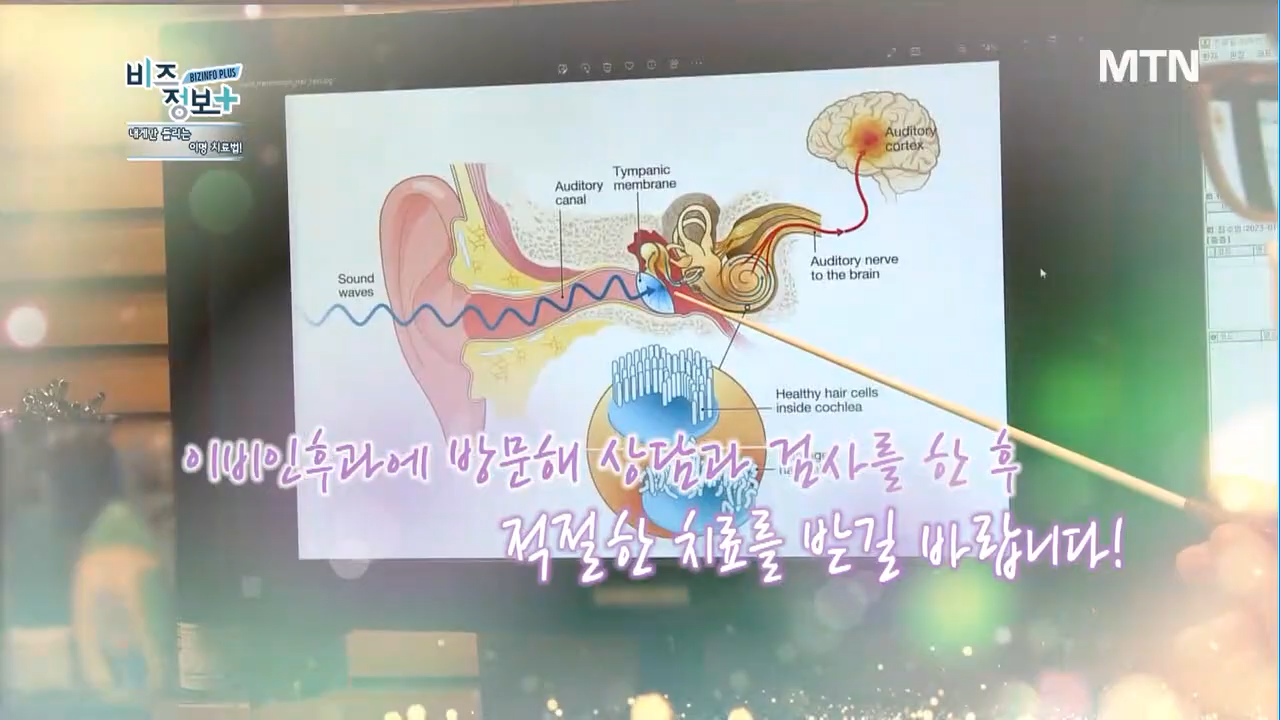 비즈
BIZINFO PLUS
정보+
내게만 들리는
이명 치료법!
MTN
Auditory
cortex
Tympanic
membrane
Auditory
canal
Sound
waves
Auditory nerve
to the brain
Healthy hair cells
inside cochlea
이비인후과에 방문해 상담과 검사를 한 후
적절한 치료를 받길 바랍니다!